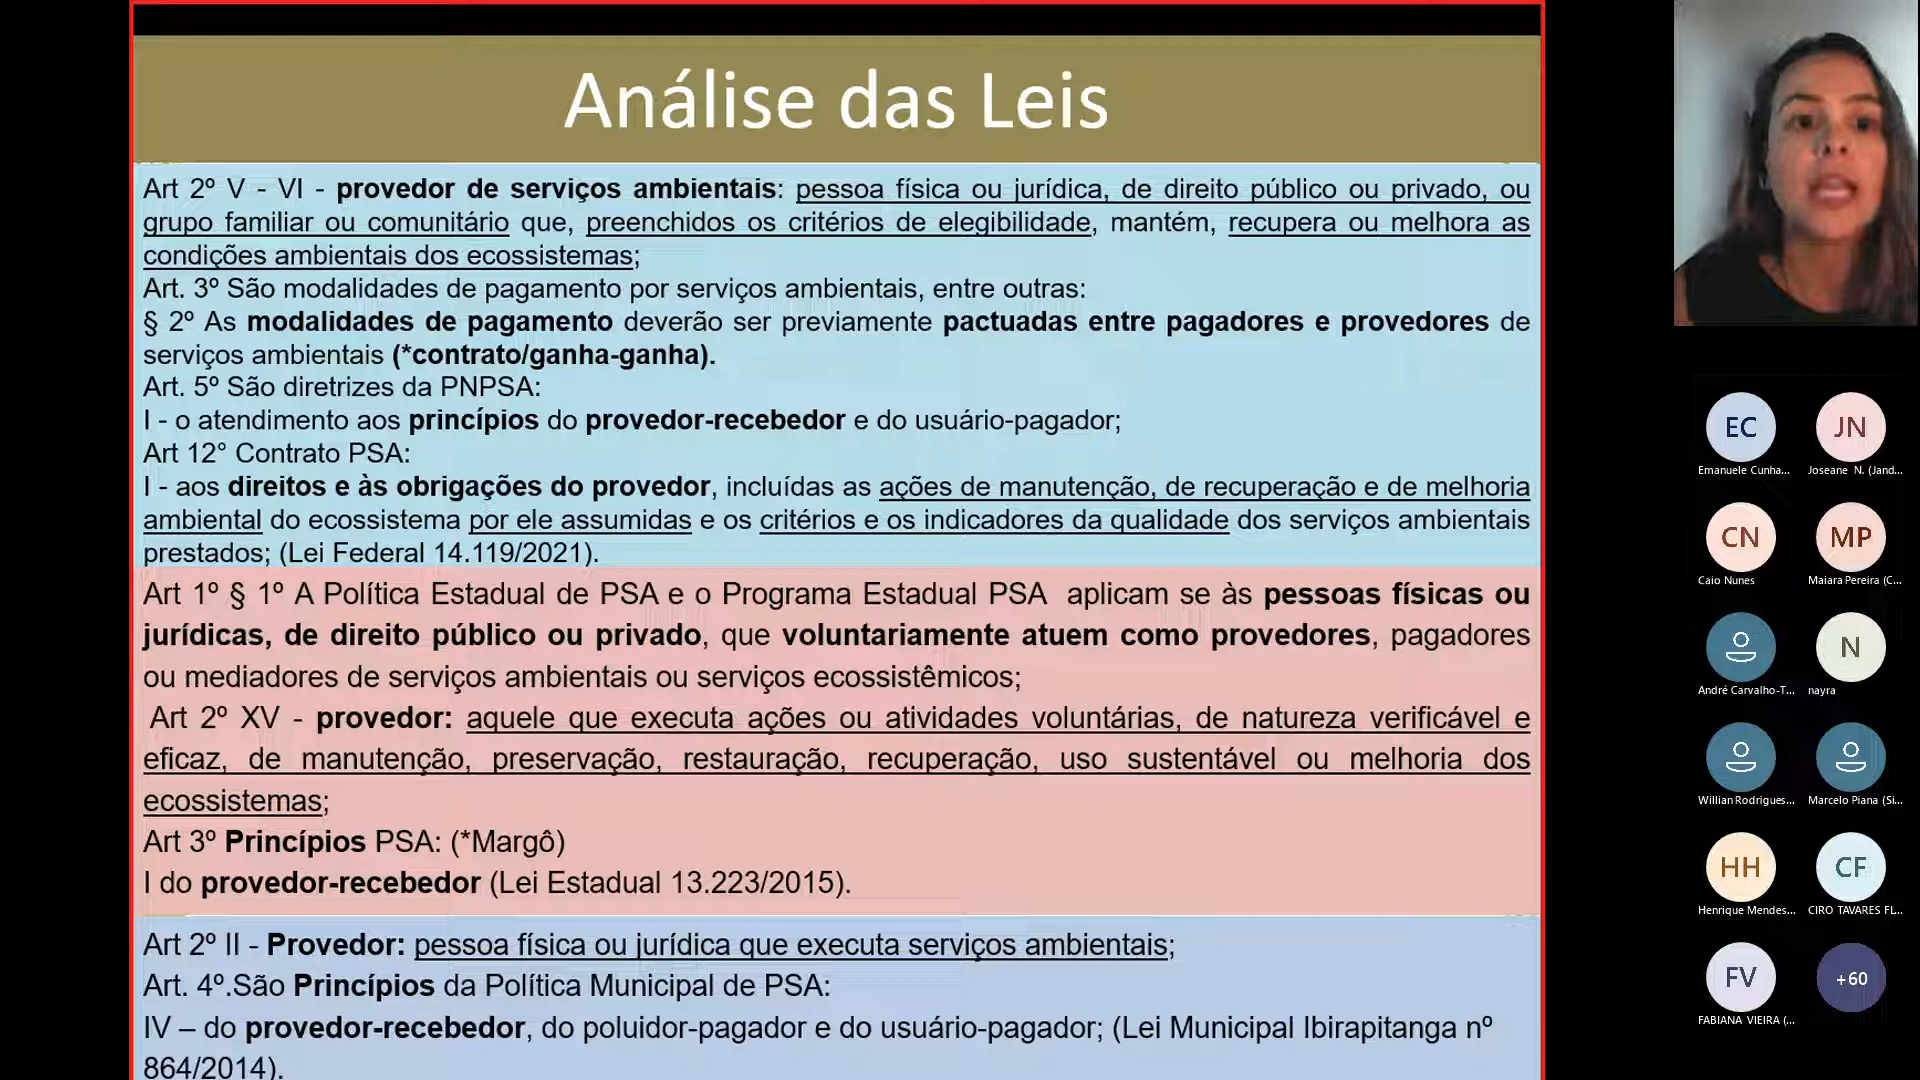 Análise das Leis
Art 2º V - VI - provedor de serviços ambientais: pessoa física ou jurídica, de direito público ou privado, ou
grupo familiar ou comunitário que, preenchidos os critérios de elegibilidade, mantém, recupera ou melhora as
condições ambientais dos ecossistemas;
Art. 3º São modalidades de pagamento por serviços ambientais, entre outras:
§ 2º As modalidades de pagamento deverão ser previamente pactuadas entre pagadores e provedores de
serviços ambientais (*contrato/ganha-ganha).
Art. 5º São diretrizes da PNPSA:
I - o atendimento aos princípios do provedor-recebedor e do usuário-pagador;
Art 12° Contrato PSA:
I - aos direitos e às obrigações do provedor, incluídas as ações de manutenção, de recuperação e de melhoria
ambiental do ecossistema por ele assumidas e os critérios e os indicadores da qualidade dos serviços ambientais
prestados; (Lei Federal 14.119/2021).
Art 1º § 1º A Política Estadual de PSA e o Programa Estadual PSA aplicam se às pessoas físicas ou
jurídicas, de direito público ou privado, que voluntariamente atuem como provedores, pagadores
ou mediadores de serviços ambientais ou serviços ecossistêmicos;
Art 2º XV - provedor: aquele que executa ações ou atividades voluntárias, de natureza verificável e
eficaz, de manutenção, preservação, restauração, recuperação, uso sustentável ou melhoria dos
ecossistemas;
Art 3º Princípios PSA: (*Margô)
I do provedor-recebedor (Lei Estadual 13.223/2015).
Art 2º II - Provedor: pessoa física ou jurídica que executa serviços ambientais;
Art. 4º.São Princípios da Política Municipal de PSA:
IV – do provedor-recebedor, do poluidor-pagador e do usuário-pagador; (Lei Municipal Ibirapitanga nº
864/2014).
EC
JN
Emanuele Cunha...
Joseane N. (Jand...
CN
MP
Caio Nunes
Maiara Pereira (C...
N
André Carvalho-T...
nayra
Willian Rodrigues...
Marcelo Piana (Si...
HH
CF
Henrique Mendes...
CIRO TAVARES FL...
FV
+60
FABIANA VIEIRA (...